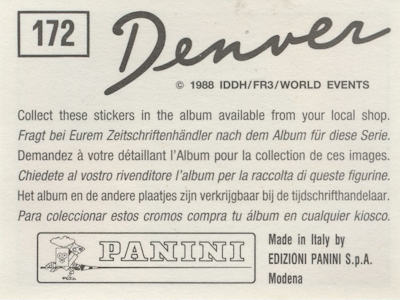 172
Denver
© 1988 IDDH/FR3/WORLD EVENTS
Collect these stickers in the album available from your local shop.
Fragt bei Eurem Zeitschriftenhändler nach dem Album für diese Serie.
Demandez à votre détaillant l'Album pour la collection de ces images.
Chiedete al vostro rivenditore l'album per la raccolta di queste figurine.
Het album en de andere plaatjes zijn verkrijgbaar bij de tijdschrifthandelaar.
Para coleccionar estos cromos compra tu álbum en cualquier kiosco.
PANINI
Made in Italy by
EDIZIONI PANINI S.p.A.
Modena